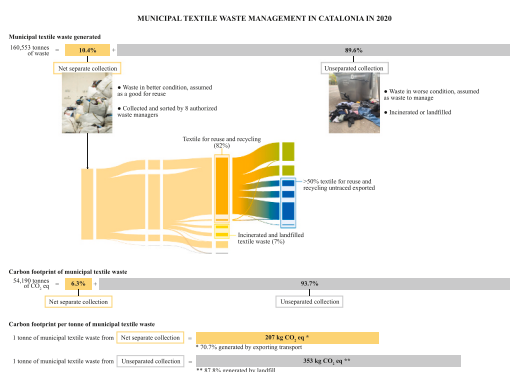 MUNICIPAL TEXTILE WASTE MANAGEMENT IN CATALONIA IN 2020
Municipal textile waste generated
160,553 tonnes
of waste
=
10.4%
+
89.6%
Net separate collection
Unseparated collection
● Waste in better condition, assumed
as a good for reuse
● Collected and sorted by 8 authorized
waste managers
● Waste in worse condition, assumed
as waste to manage
● Incinerated or landfilled
Textile for reuse and recycling
(82%)
>50% textile for reuse and
recycling untraced exported
Incinerated and landfilled
textile waste (7%)
Carbon footprint of municipal textile waste
54,190 tonnes
of CO2 eq
=
6.3%
+
93.7%
Net separate collection
Unseparated collection
Carbon footprint per tonne of municipal textile waste
1 tonne of municipal textile waste from Net separate collection = 207 kg CO2 eq *
* 70.7% generated by exporting transport
1 tonne of municipal textile waste from Unseparated collection = 353 kg CO2 eq **
** 87.8% generated by landfill